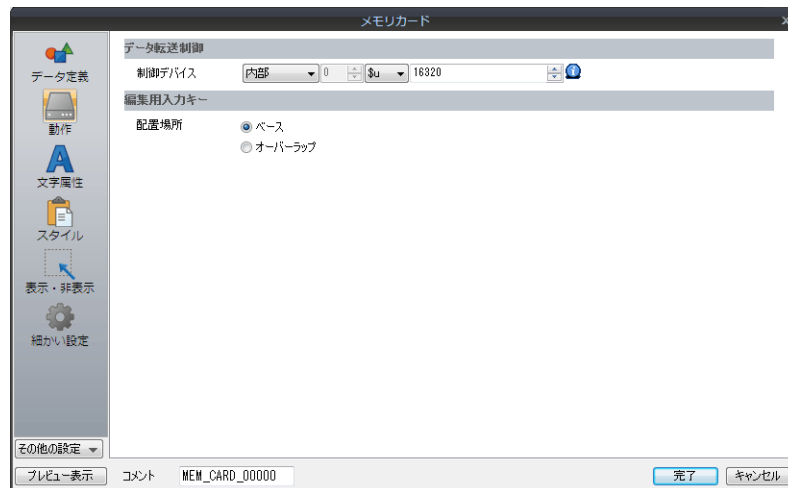 メモリカード
データ定義
動作
文字属性
スタイル
表示・非表示
細かい設定
その他の設定
プレビュー表示
データ転送制御
制御デバイス 内部 0 $u 16320
編集用入力キー
配置場所 ベース
オーバーラップ
コメント MEM_CARD_00000
完了 キャンセル